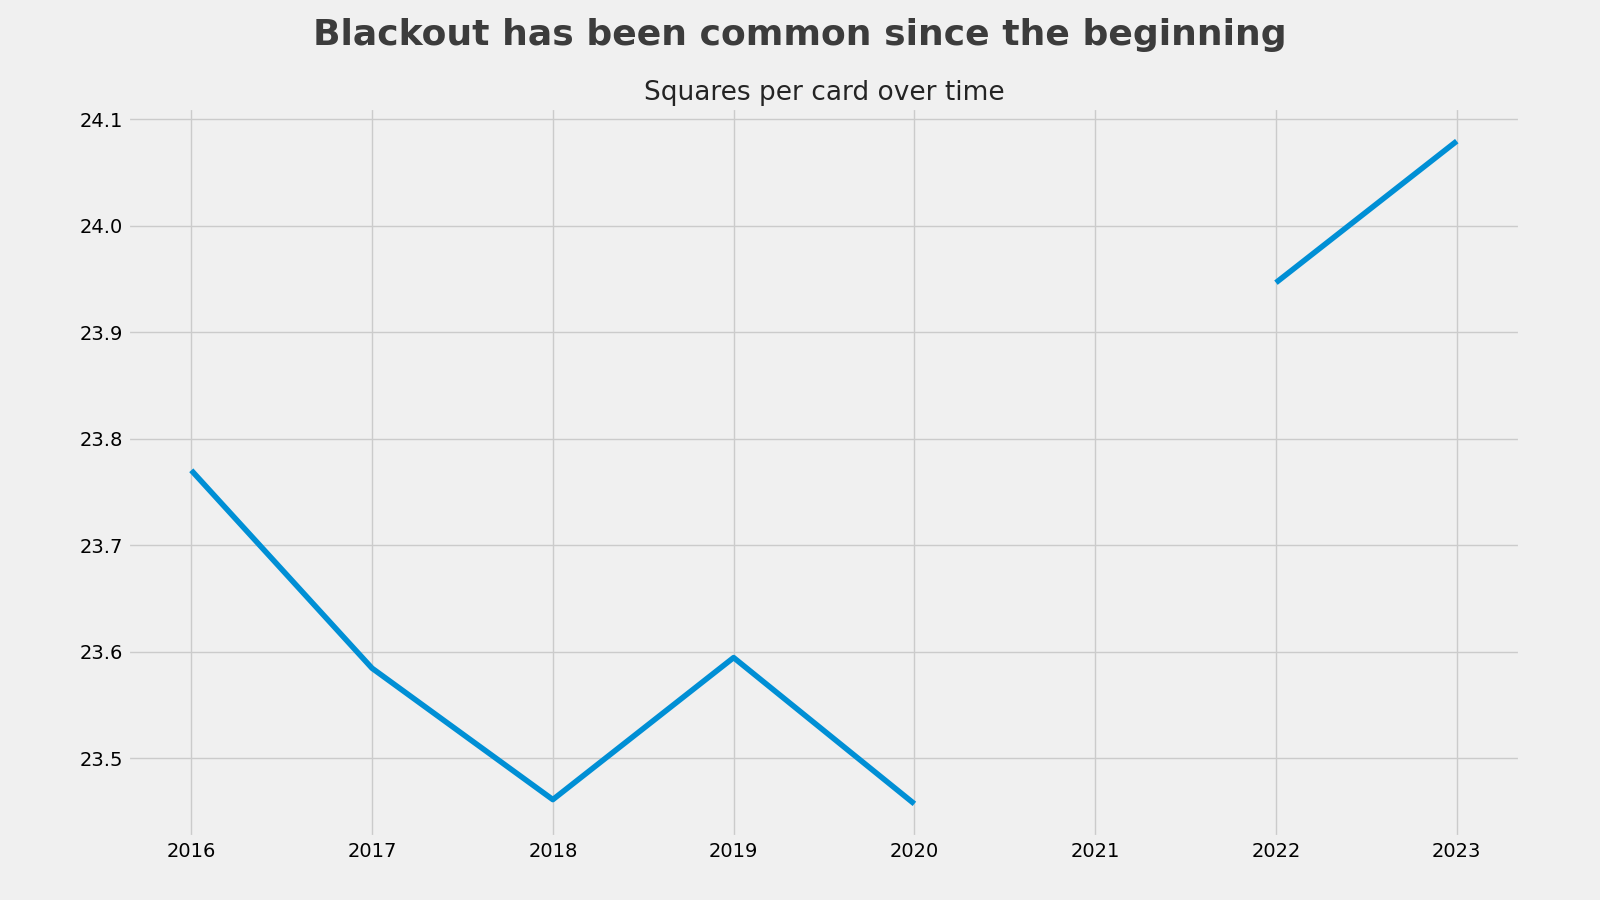 Blackout has been common since the beginning
Squares per card over time
24.1
24.0
23.9
23.8
23.7
23.6
23.5
2016 2017 2018 2019 2020 2021 2022 2023